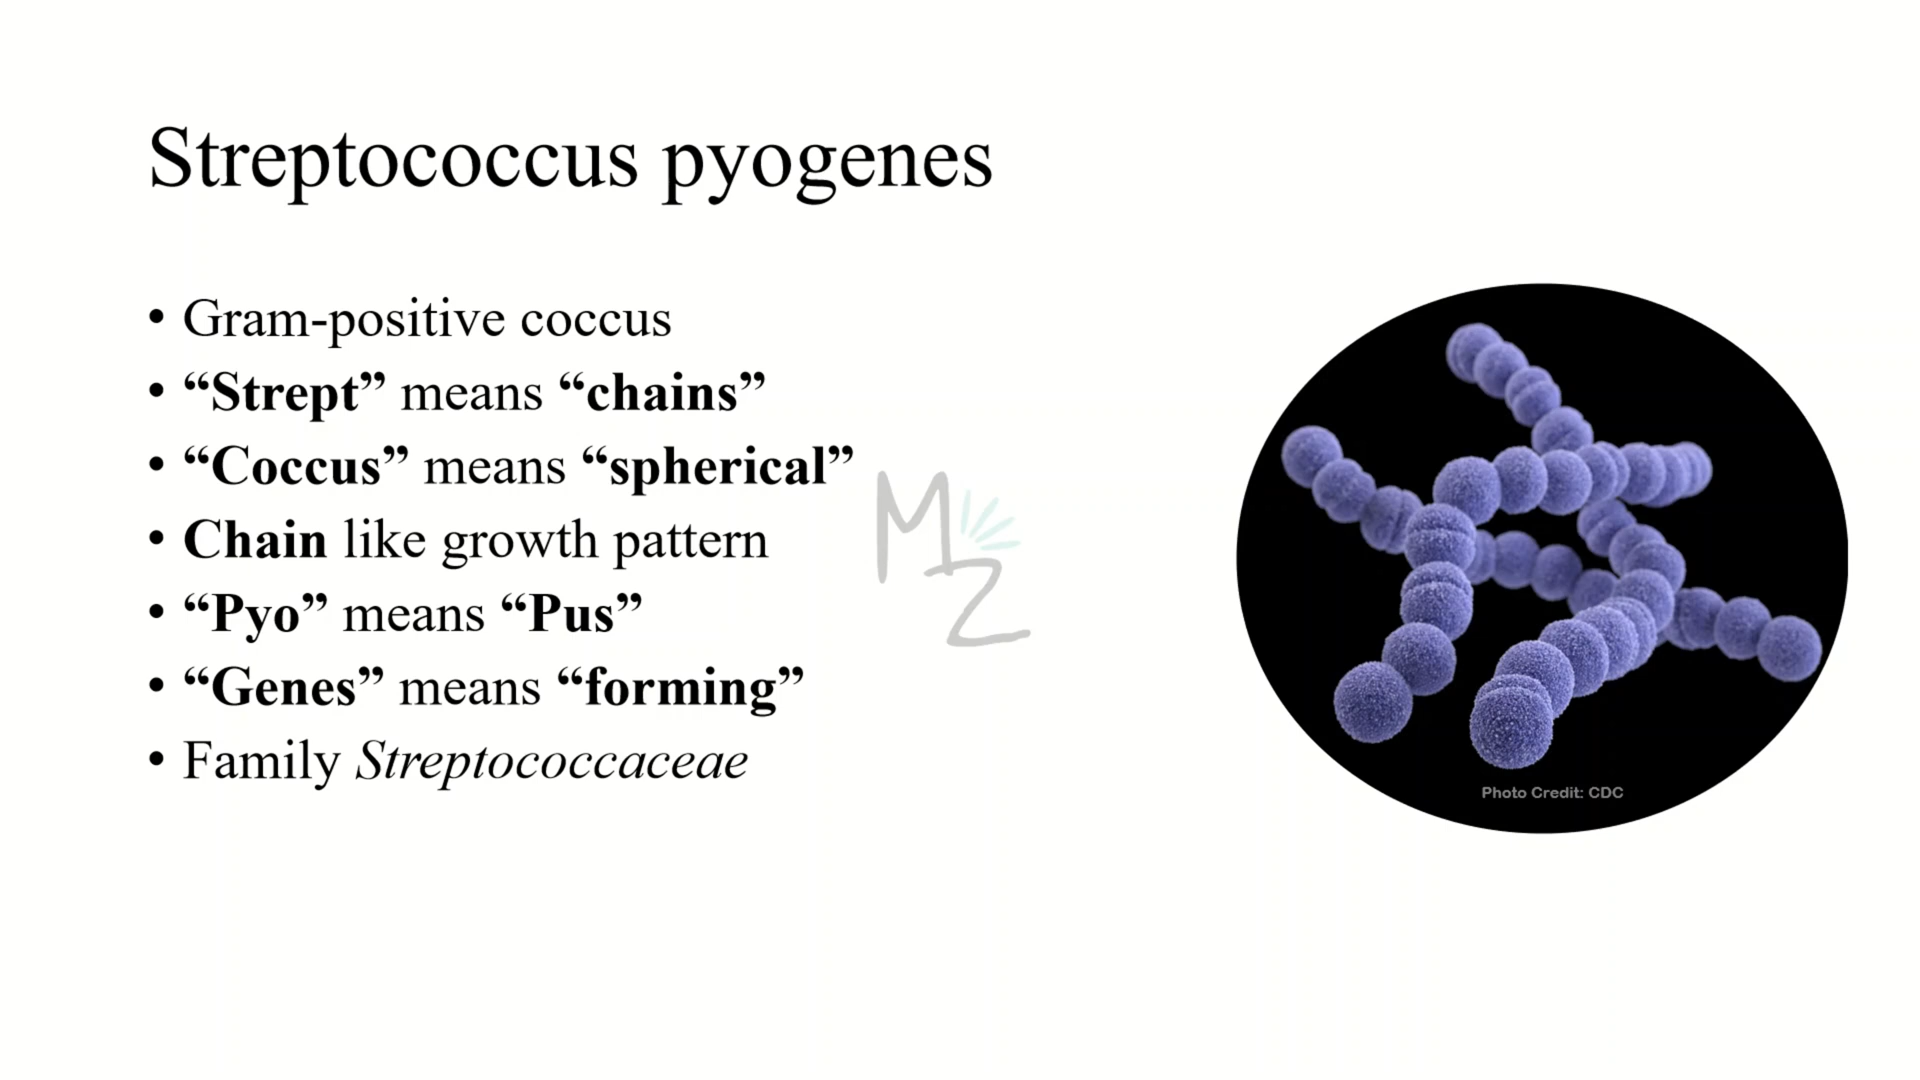 Streptococcus pyogenes
• Gram-positive coccus
• “Strept” means “chains”
• “Coccus” means “spherical”
• Chain like growth pattern
• “Pyo” means “Pus”
• “Genes” means “forming”
• Family Streptococcaceae
MZ
Photo Credit: CDC